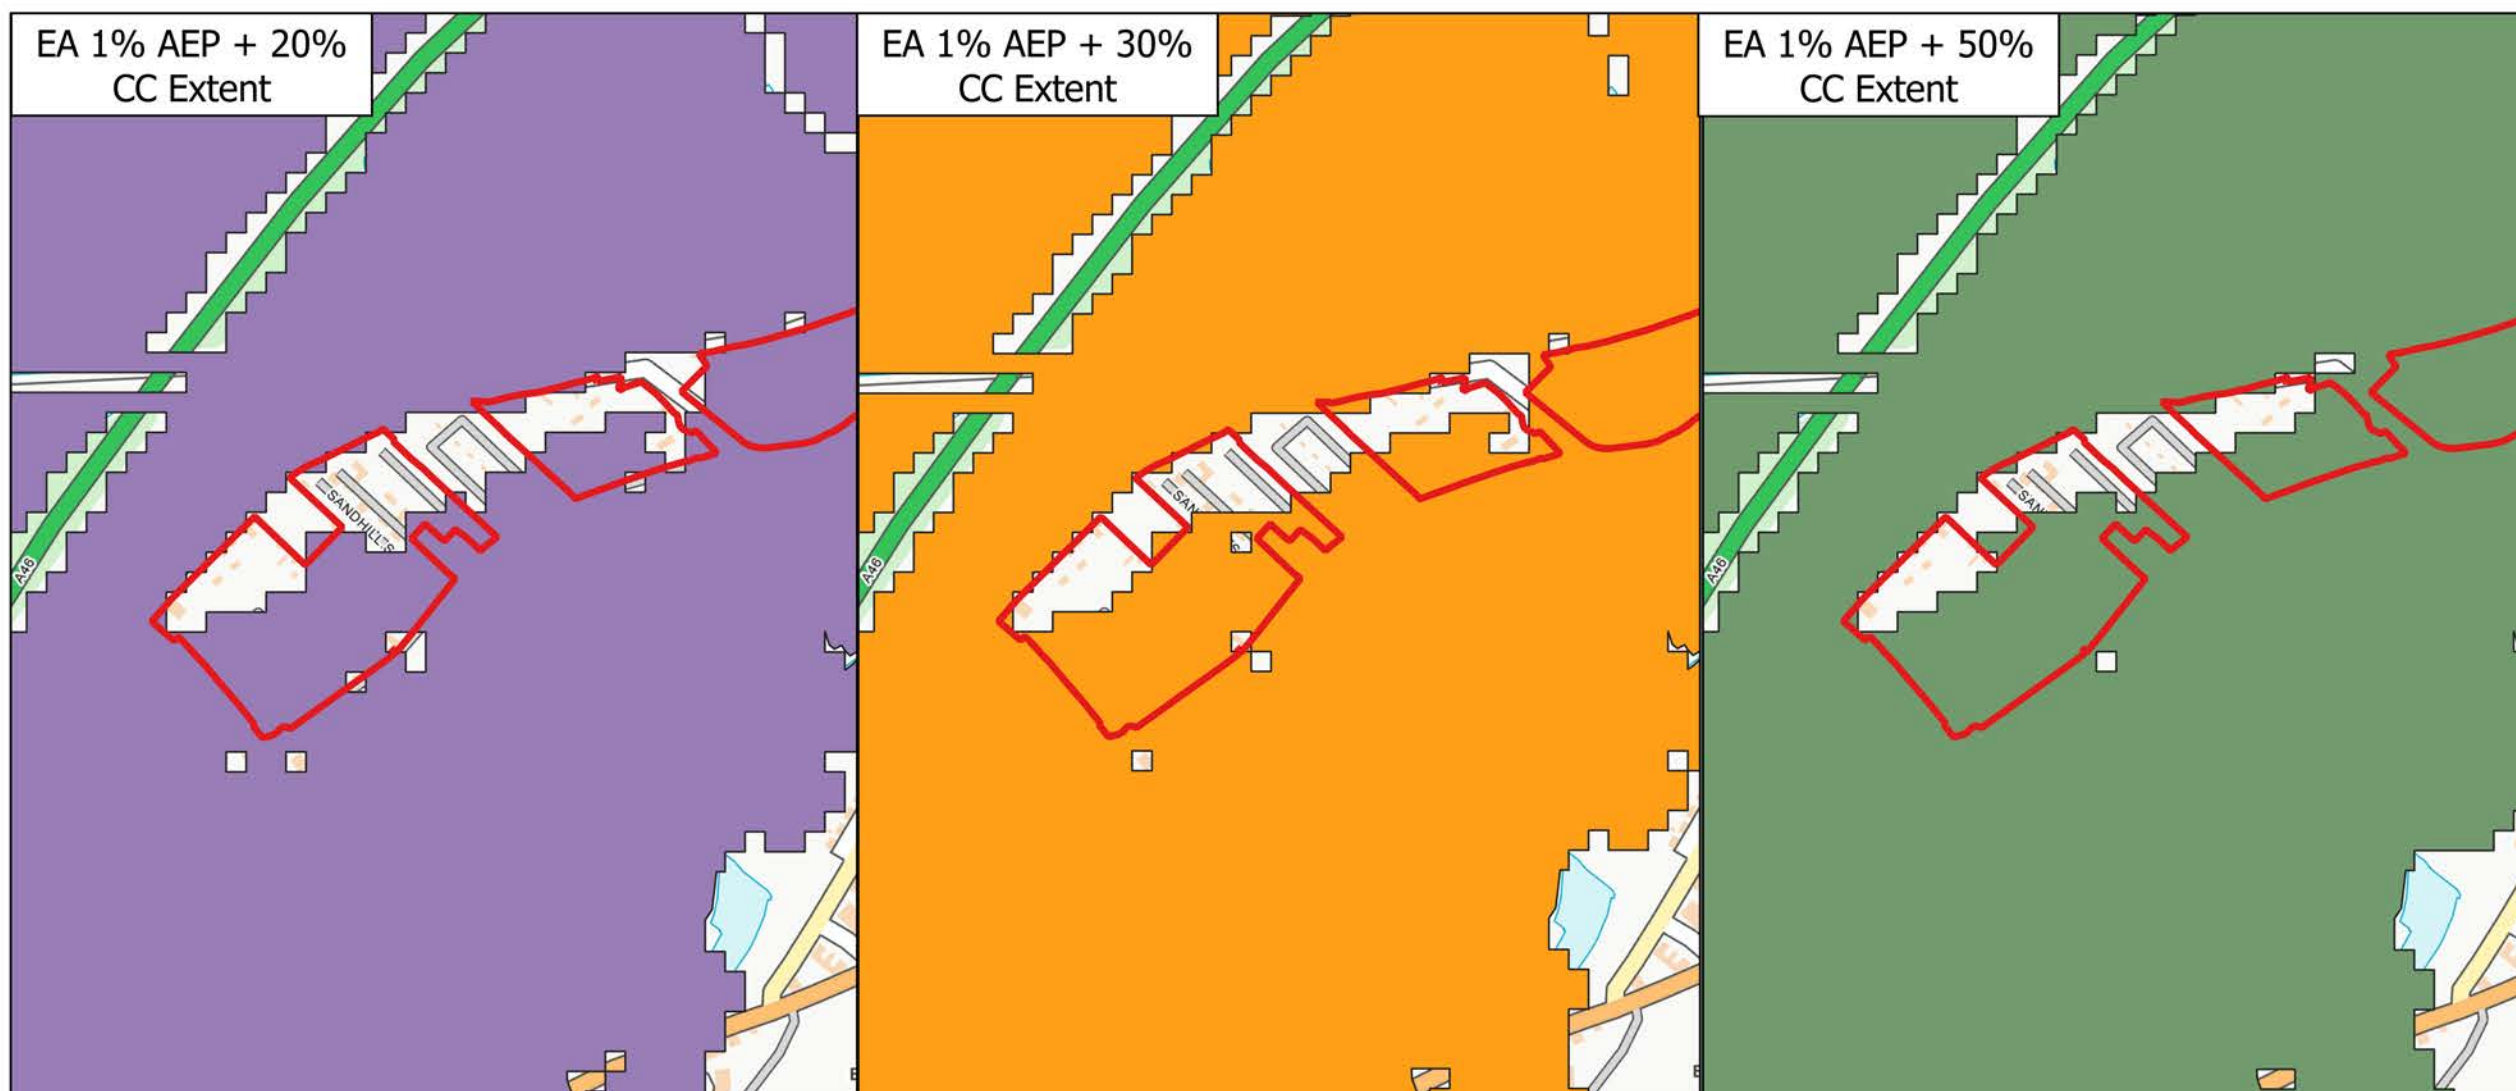 EA 1% AEP + 20%
CC Extent
EA 1% AEP + 30%
CC Extent
EA 1% AEP + 50%
CC Extent
SANDHILLS
SAN
SAN
A46
A46
A46